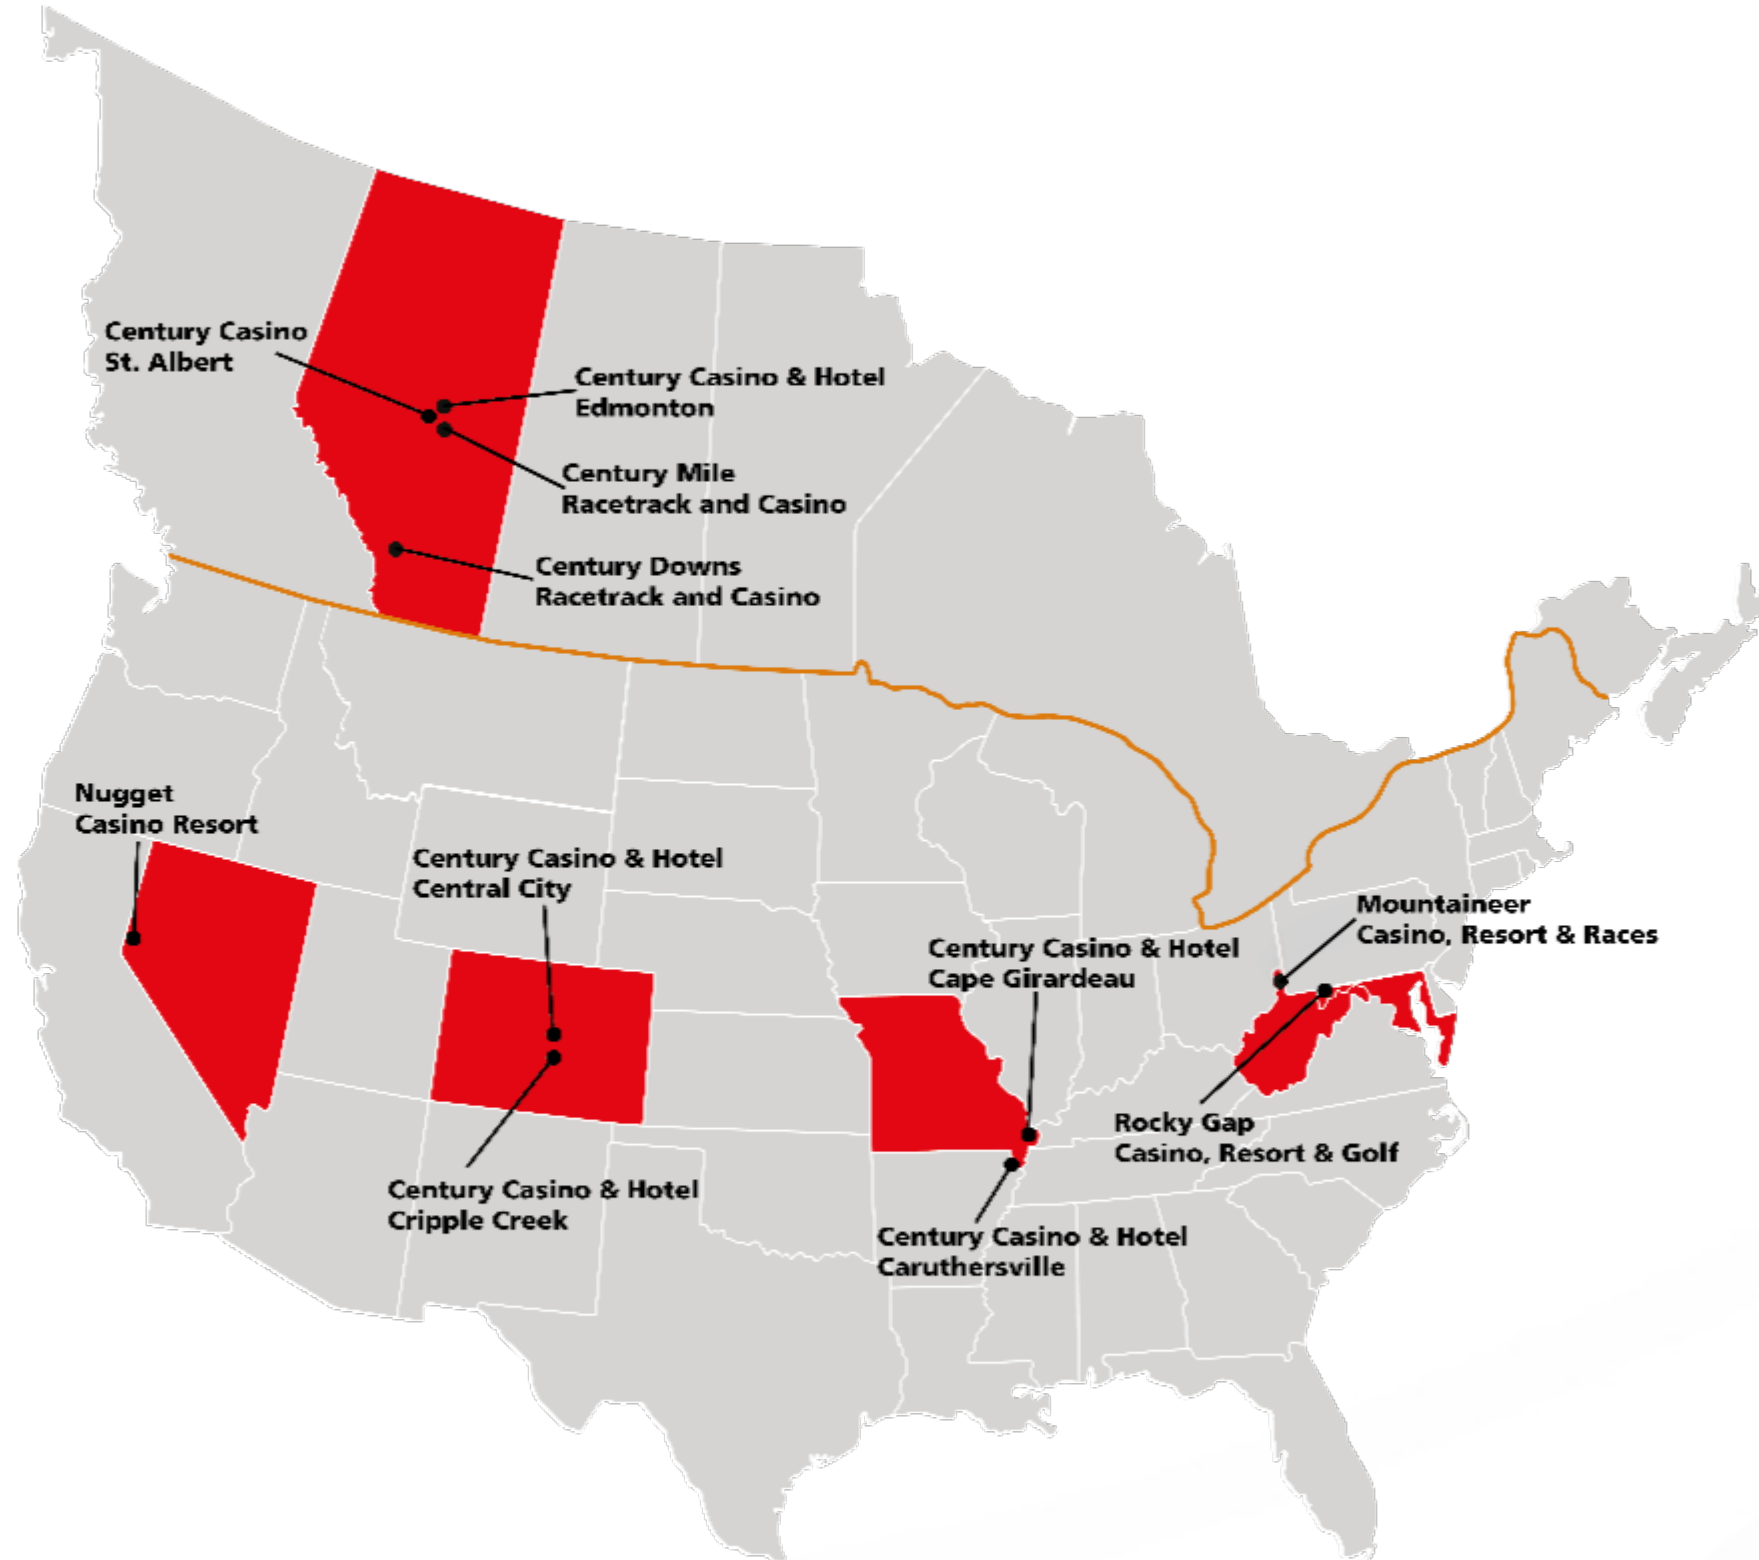 Century Casino
St. Albert
Century Casino & Hotel
Edmonton
Century Mile
Racetrack and Casino
Century Downs
Racetrack and Casino
Nugget
Casino Resort
Century Casino & Hotel
Central City
Mountaineer
Casino, Resort & Races
Century Casino & Hotel
Cape Girardeau
Rocky Gap
Casino, Resort & Golf
Century Casino & Hotel
Cripple Creek
Century Casino & Hotel
Caruthersville